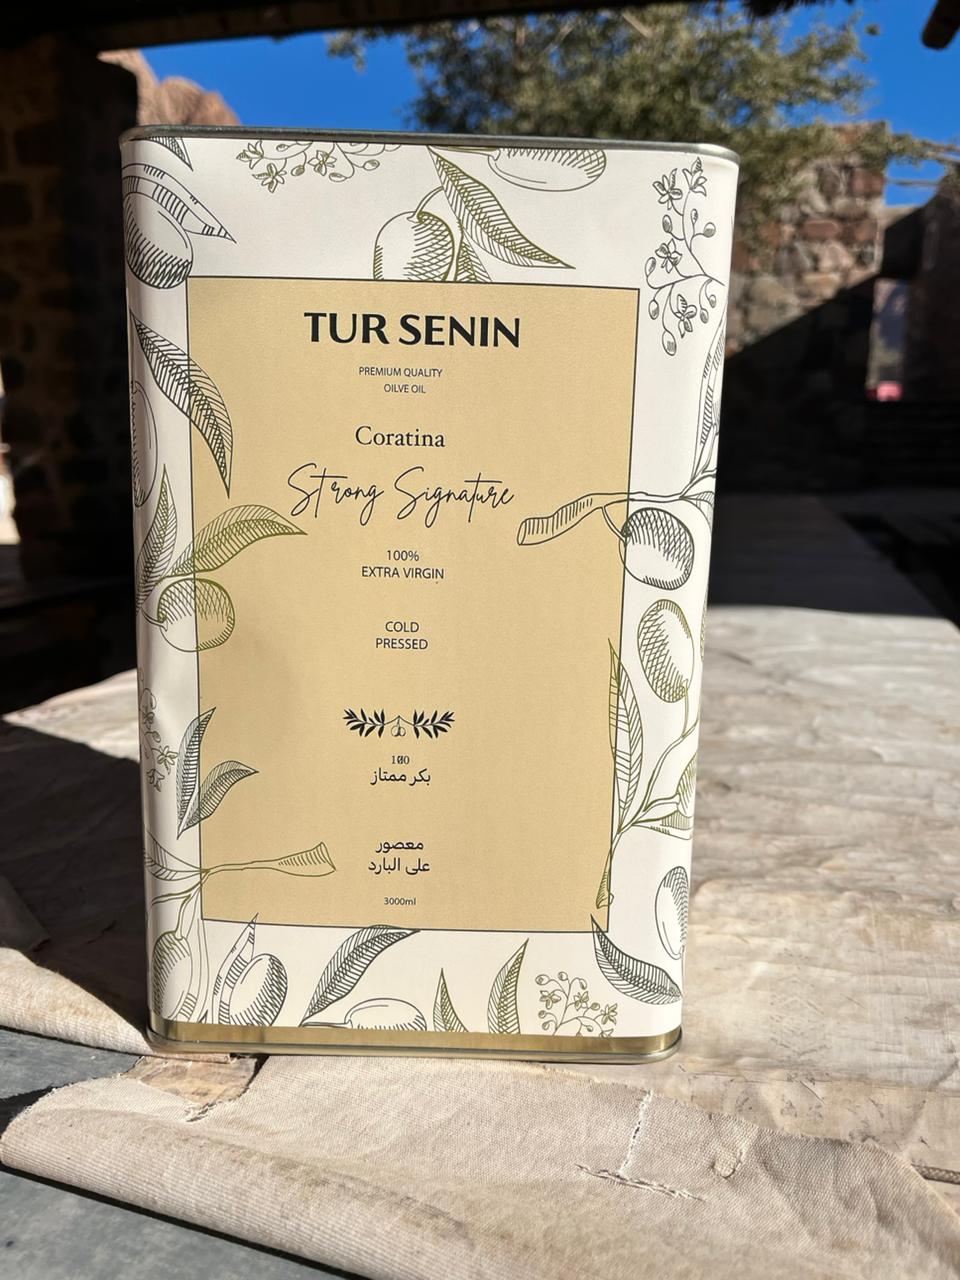 TUR SENIN
PREMIUM QUALITY
OILVE OIL
Coratina
Strong Signature
100%
EXTRA VIRGIN
COLD
PRESSED
بكر ممتاز
معصور
على البارد
3000ml